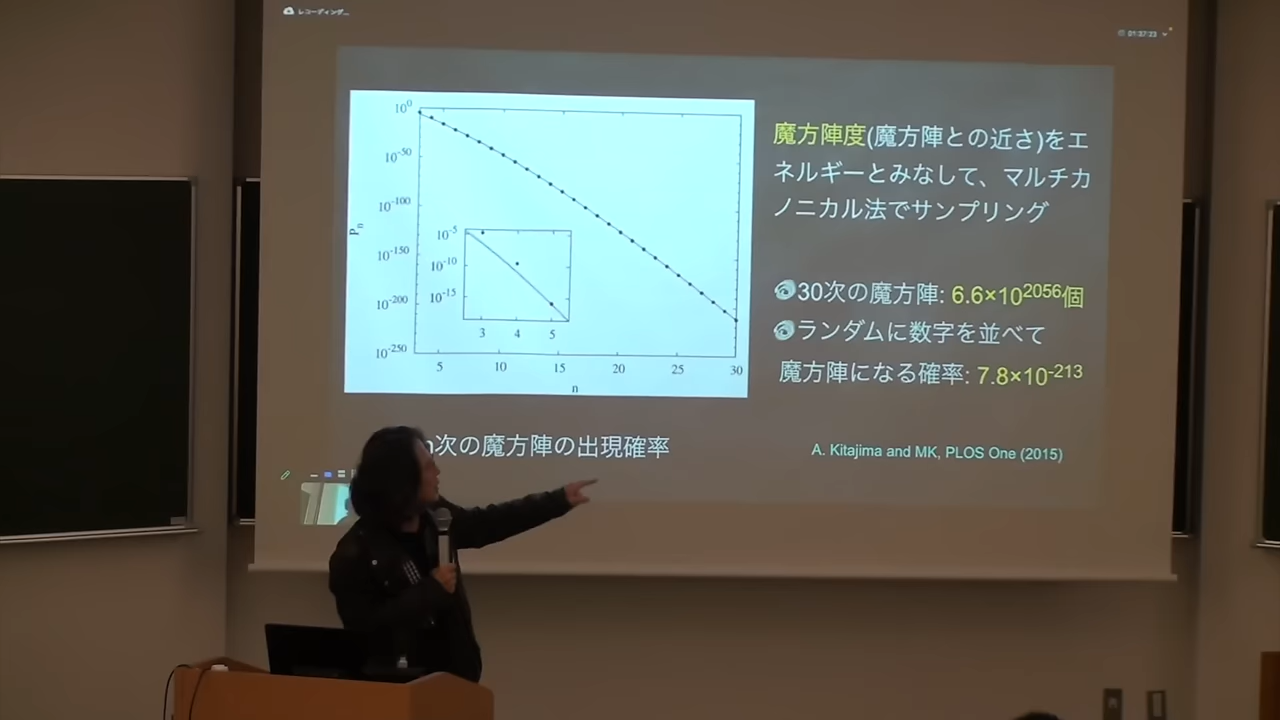 レコーディング...
01:37:23
10^0
10^-50
10^-100
10^-150
10^-200
10^-250
P_n
10^-5
10^-10
10^-15
3 4 5
5 10 15 20 25 30
n
魔方陣度(魔方陣との近さ)をエ
ネルギーとみなして、マルチカ
ノニカル法でサンプリング
30次の魔方陣: 6.6×10^2056個
ランダムに数字を並べて
魔方陣になる確率: 7.8×10^-213
n次の魔方陣の出現確率
A. Kitajima and MK, PLOS One (2015)